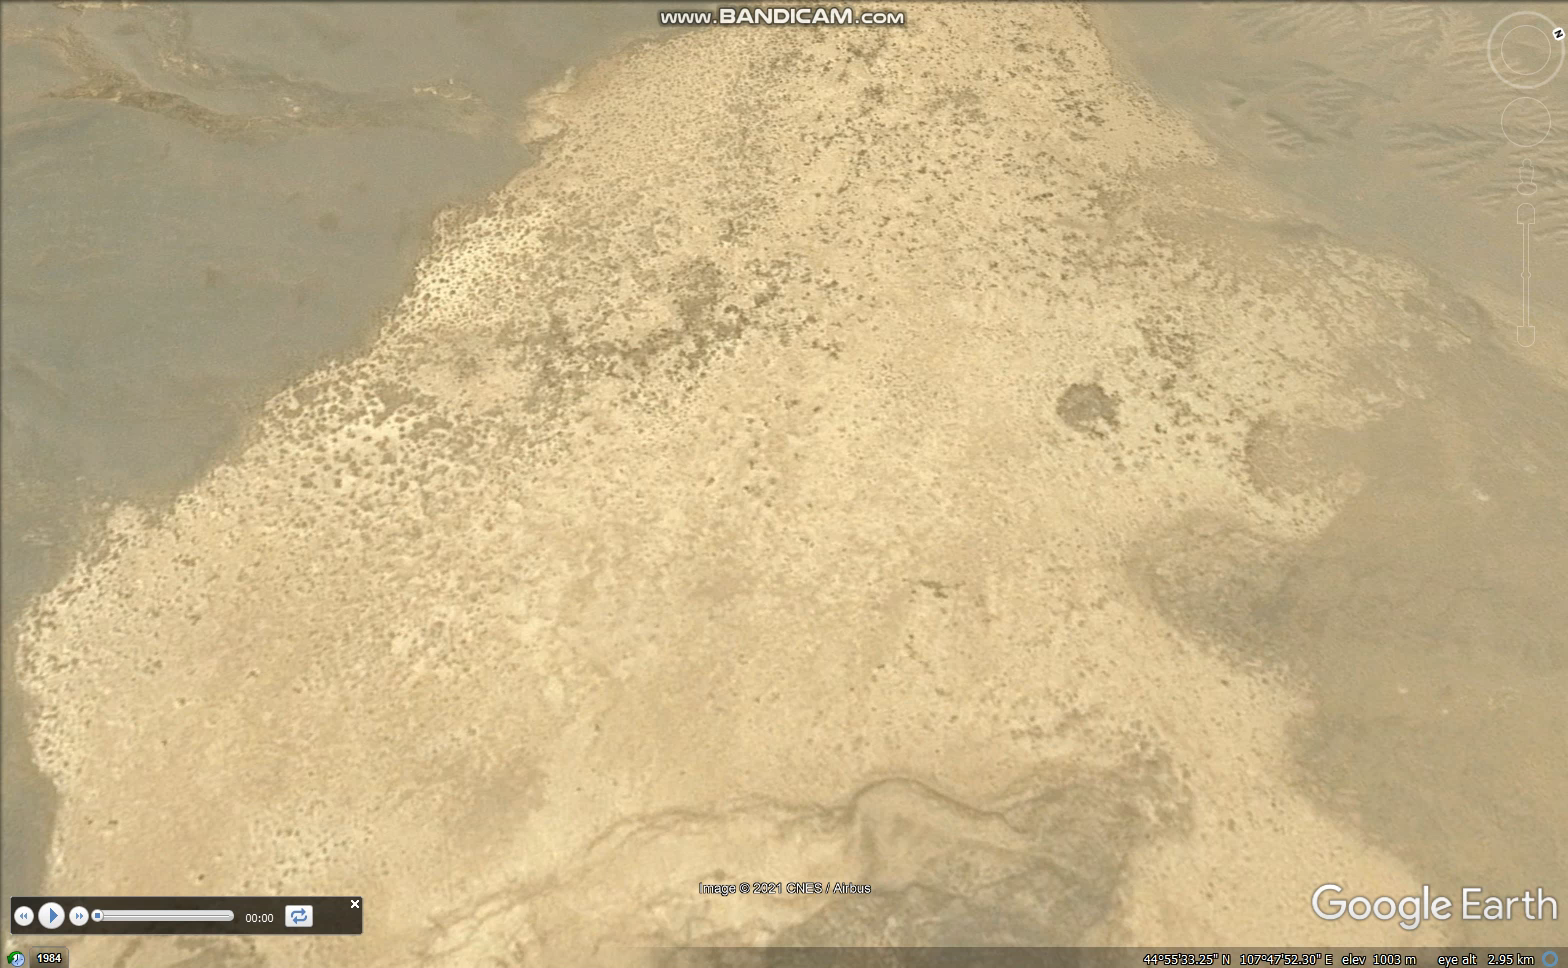 www.BANDICAM.com
N
Image © 2021 CNES / Airbus
Google Earth
00:00
1984
44°55'33.25" N 107°47'52.30" E elev 1003 m eye alt 2.95 km